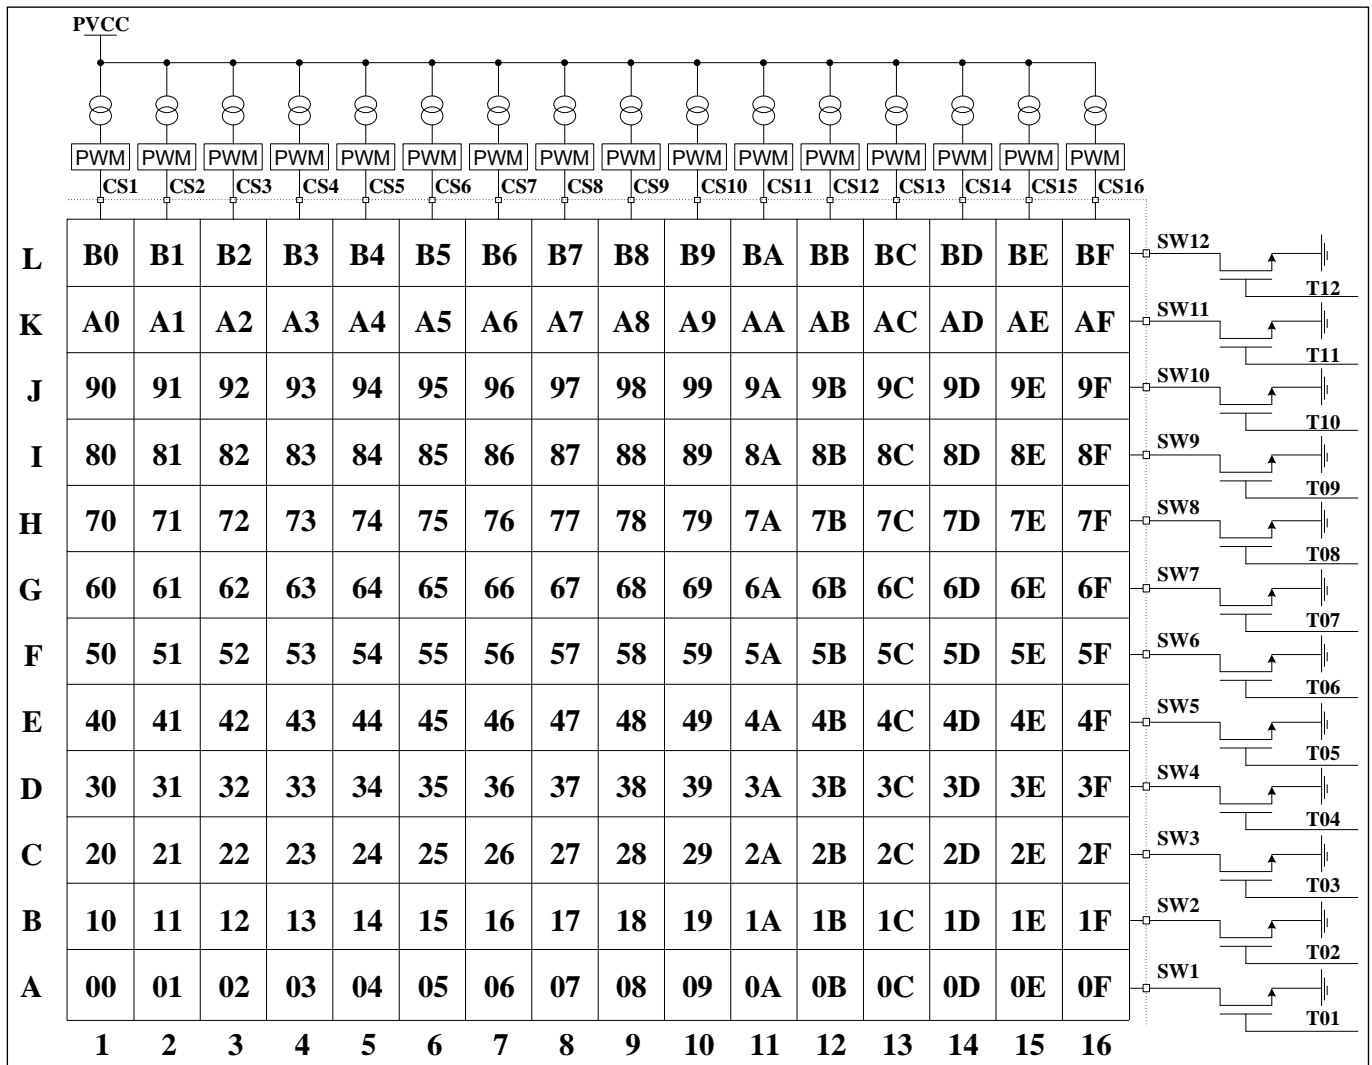 PVCC
PWM PWM PWM PWM PWM PWM PWM PWM PWM PWM PWM PWM PWM PWM PWM PWM
CS1 CS2 CS3 CS4 CS5 CS6 CS7 CS8 CS9 CS10 CS11 CS12 CS13 CS14 CS15 CS16
L B0 B1 B2 B3 B4 B5 B6 B7 B8 B9 BA BB BC BD BE BF SW12
T12
K A0 A1 A2 A3 A4 A5 A6 A7 A8 A9 AA AB AC AD AE AF SW11
T11
J 90 91 92 93 94 95 96 97 98 99 9A 9B 9C 9D 9E 9F SW10
T10
I 80 81 82 83 84 85 86 87 88 89 8A 8B 8C 8D 8E 8F SW9
T09
H 70 71 72 73 74 75 76 77 78 79 7A 7B 7C 7D 7E 7F SW8
T08
G 60 61 62 63 64 65 66 67 68 69 6A 6B 6C 6D 6E 6F SW7
T07
F 50 51 52 53 54 55 56 57 58 59 5A 5B 5C 5D 5E 5F SW6
T06
E 40 41 42 43 44 45 46 47 48 49 4A 4B 4C 4D 4E 4F SW5
T05
D 30 31 32 33 34 35 36 37 38 39 3A 3B 3C 3D 3E 3F SW4
T04
C 20 21 22 23 24 25 26 27 28 29 2A 2B 2C 2D 2E 2F SW3
T03
B 10 11 12 13 14 15 16 17 18 19 1A 1B 1C 1D 1E 1F SW2
T02
A 00 01 02 03 04 05 06 07 08 09 0A 0B 0C 0D 0E 0F SW1
T01
1 2 3 4 5 6 7 8 9 10 11 12 13 14 15 16